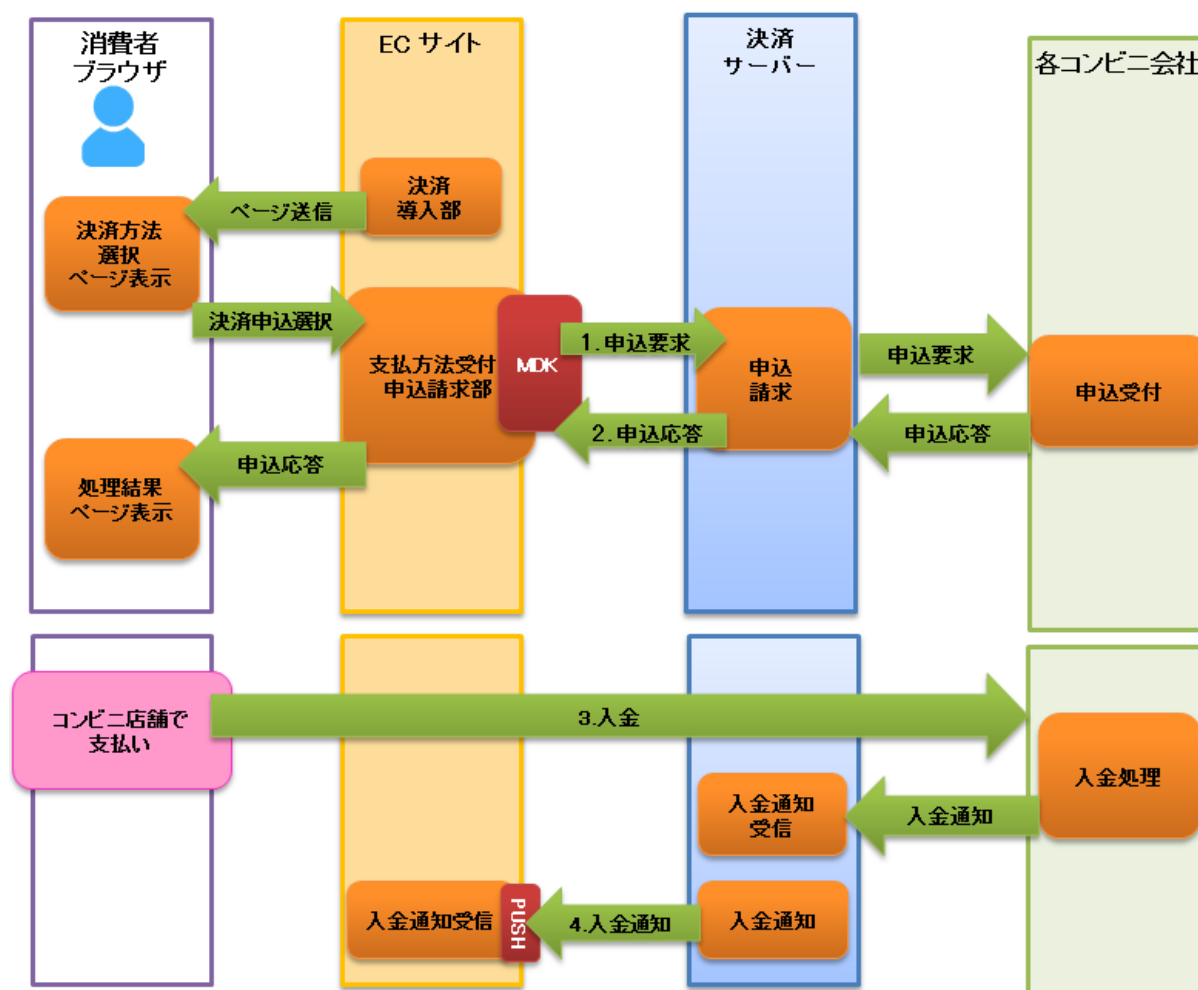 消費者
ブラウザ
EC サイト
決済
サーバー
各コンビニ会社
決済
導入部
ページ送信
決済方法
選択
ページ表示
決済申込選択
支払方法受付
申込請求部
MDK
1.申込要求
申込
請求
申込要求
申込受付
2.申込応答
申込応答
申込応答
処理結果
ページ表示
コンビニ店舗で
支払い
3.入金
入金処理
入金通知
受信
入金通知
入金通知受信
PUSH
4.入金通知
入金通知